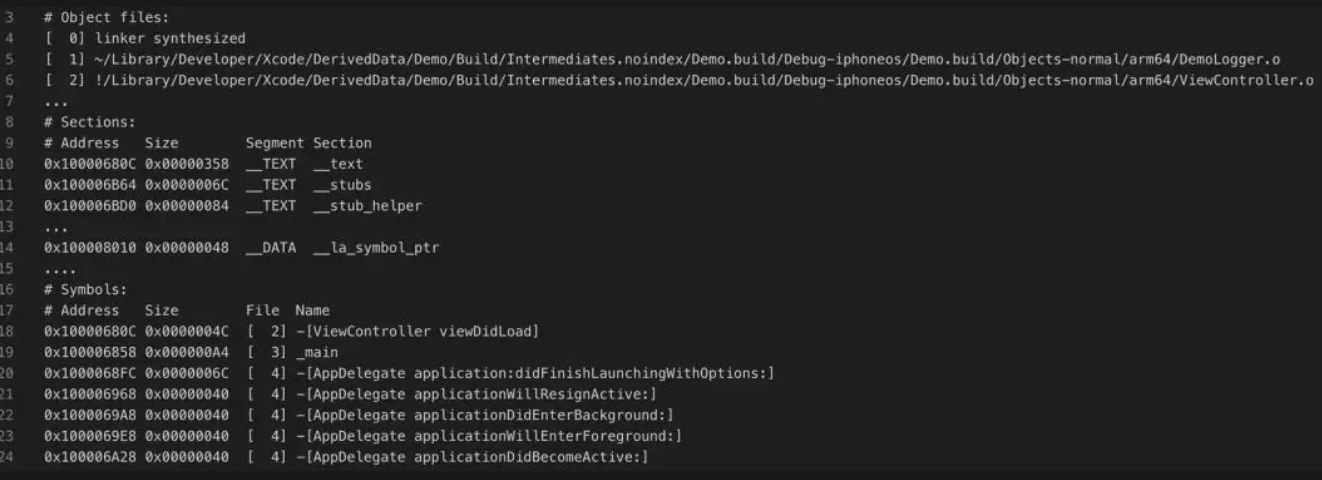 3 # Object files:
4 [  0] linker synthesized
5 [  1] ~/Library/Developer/Xcode/DerivedData/Demo/Build/Intermediates.noindex/Demo.build/Debug-iphoneos/Demo.build/Objects-normal/arm64/DemoLogger.o
6 [  2] !/Library/Developer/Xcode/DerivedData/Demo/Build/Intermediates.noindex/Demo.build/Debug-iphoneos/Demo.build/Objects-normal/arm64/ViewController.o
7 ...
8 # Sections:
9 # Address   Size        Segment Section
10 0x10000680C 0x00000358  __TEXT  __text
11 0x100006B64 0x0000006C  __TEXT  __stubs
12 0x100006BD0 0x00000084  __TEXT  __stub_helper
13 ...
14 0x100008010 0x00000048  __DATA  __la_symbol_ptr
15 ....
16 # Symbols:
17 # Address   Size        File  Name
18 0x10000680C 0x0000004C  [  2] -[ViewController viewDidLoad]
19 0x100006858 0x000000A4  [  3] _main
20 0x1000068FC 0x0000006C  [  4] -[AppDelegate application:didFinishLaunchingWithOptions:]
21 0x100006968 0x00000040  [  4] -[AppDelegate applicationWillResignActive:]
22 0x1000069A8 0x00000040  [  4] -[AppDelegate applicationDidEnterBackground:]
23 0x1000069E8 0x00000040  [  4] -[AppDelegate applicationWillEnterForeground:]
24 0x100006A28 0x00000040  [  4] -[AppDelegate applicationDidBecomeActive:]